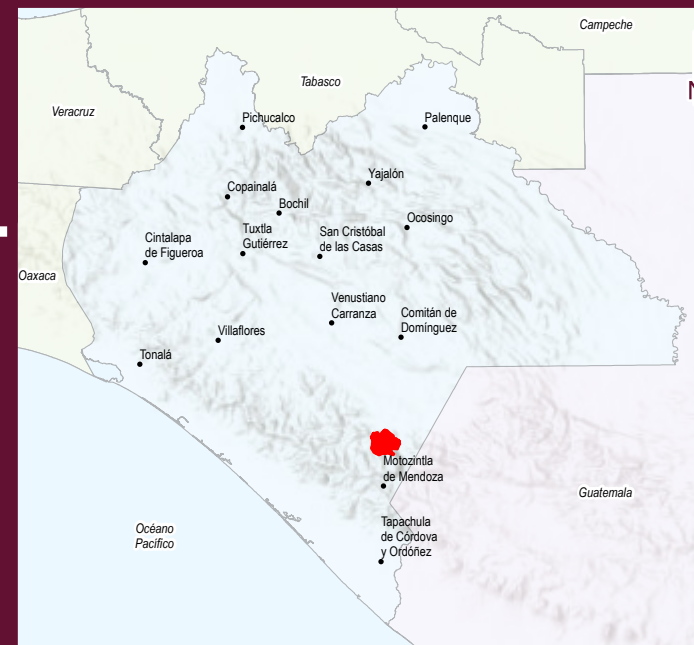 Campeche
Tabasco
N
Veracruz
Pichucalco
Palenque
Yajalón
Copainalá
Bochil
Ocosingo
Tuxtla
Gutiérrez
San Cristóbal
de las Casas
Cintalapa
de Figueroa
Oaxaca
Venustiano
Carranza
Comitán de
Domínguez
Villaflores
Tonalá
Motozintla
de Mendoza
Guatemala
Océano
Pacífico
Tapachula
de Córdova
y Ordóñez